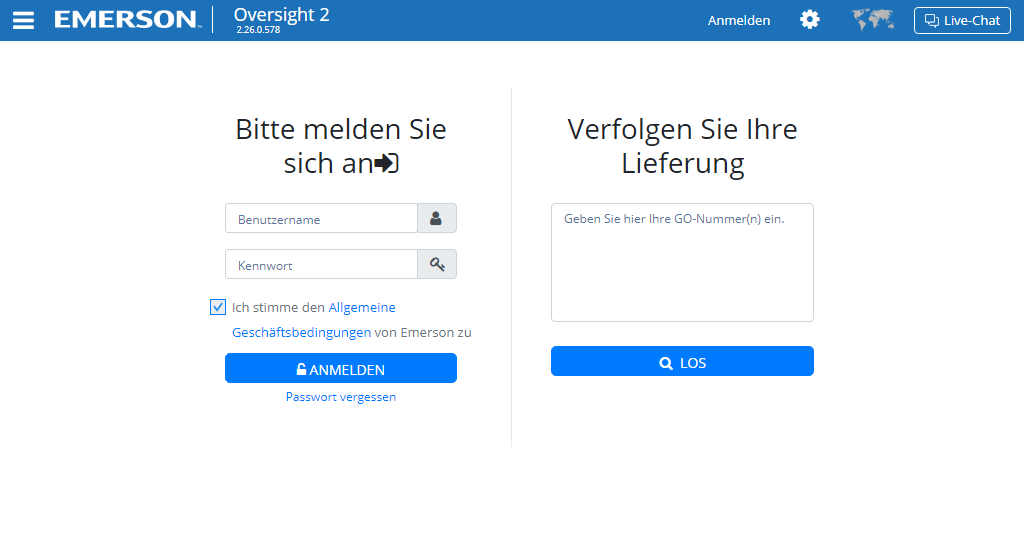 EMERSON™
Oversight 2
2.26.0.578
Anmelden
Live-Chat
Bitte melden Sie
sich an
Benutzername
Kennwort
Ich stimme den Allgemeine
Geschäftsbedingungen von Emerson zu
ANMELDEN
Passwort vergessen
Verfolgen Sie Ihre
Lieferung
Geben Sie hier Ihre GO-Nummer(n) ein.
LOS